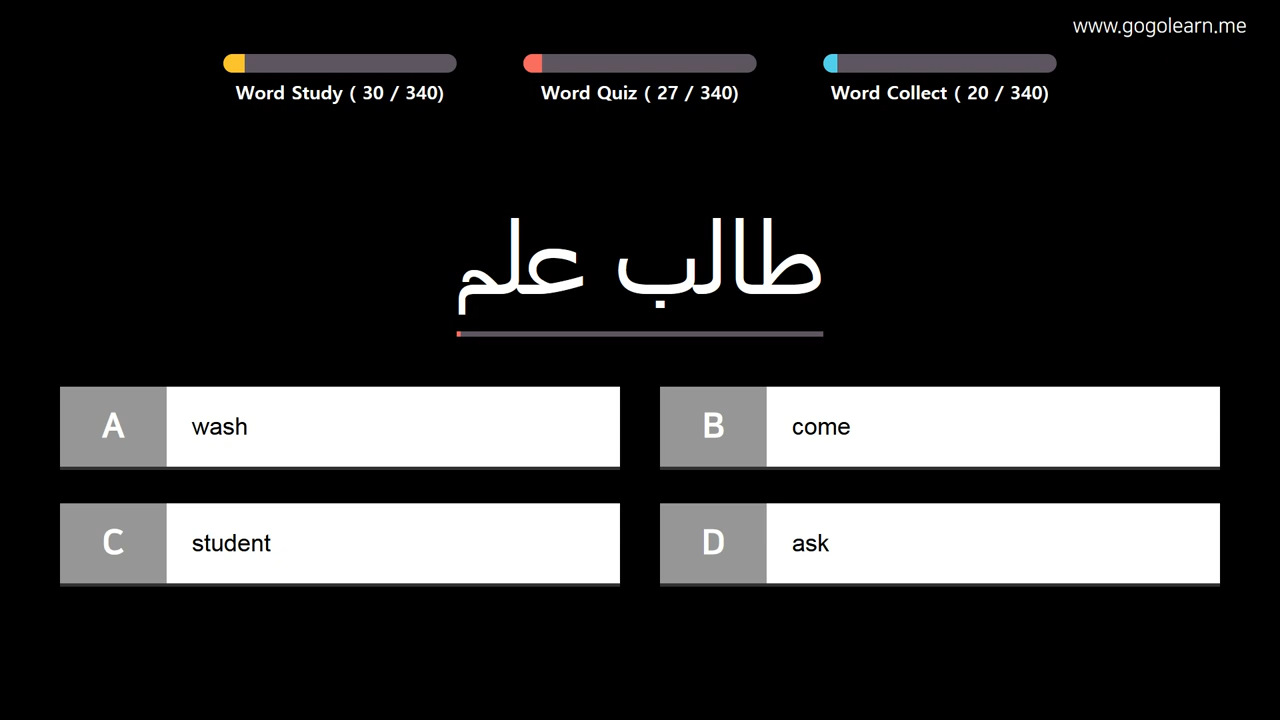 www.gogolearn.me
Word Study ( 30 / 340)
Word Quiz ( 27 / 340)
Word Collect ( 20 / 340)
طالب علم
A wash
B come
C student
D ask